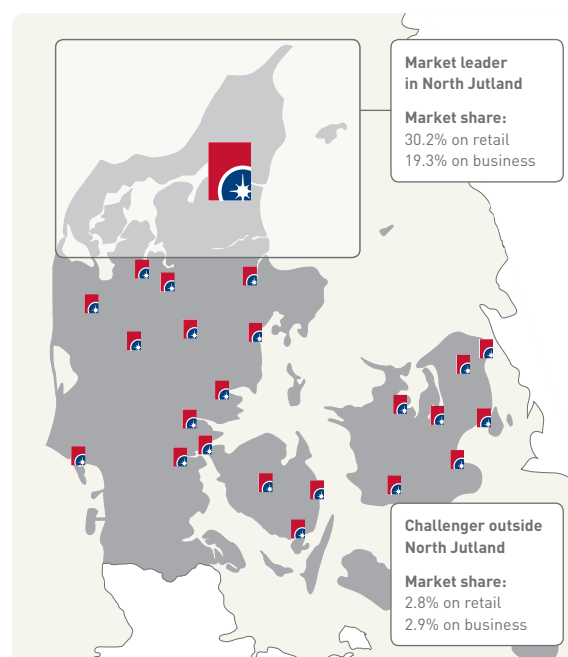 Market leader
in North Jutland
Market share:
30.2% on retail
19.3% on business
Challenger outside
North Jutland
Market share:
2.8% on retail
2.9% on business